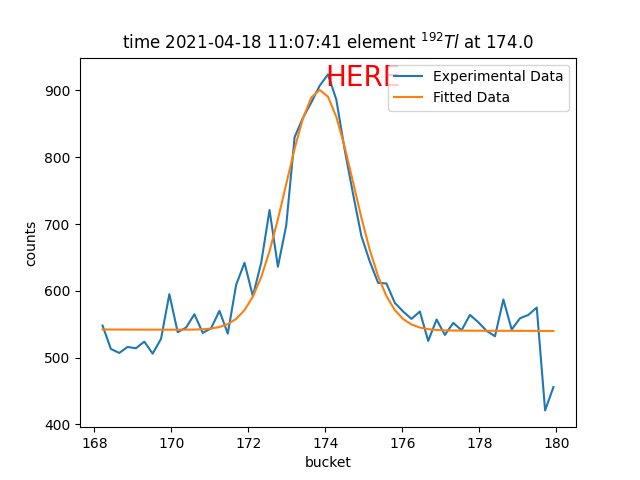 time 2021-04-18 11:07:41 element ¹⁹²Tl at 174.0
HERE
Experimental Data
Fitted Data
900
800
700
600
500
400
counts
168 170 172 174 176 178 180
bucket